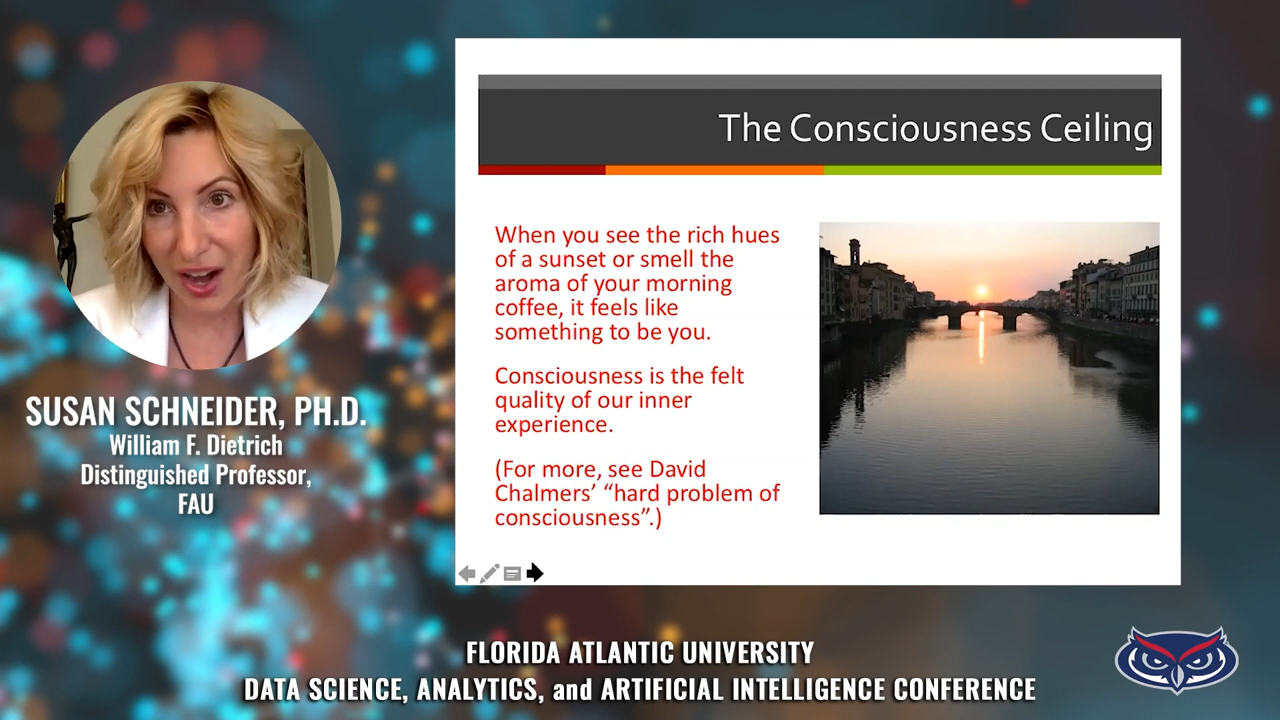 SUSAN SCHNEIDER, PH.D.
William F. Dietrich
Distinguished Professor,
FAU
The Consciousness Ceiling
When you see the rich hues
of a sunset or smell the
aroma of your morning
coffee, it feels like
something to be you.
Consciousness is the felt
quality of our inner
experience.
(For more, see David
Chalmers’ “hard problem of
consciousness”.)
FLORIDA ATLANTIC UNIVERSITY
DATA SCIENCE, ANALYTICS, and ARTIFICIAL INTELLIGENCE CONFERENCE